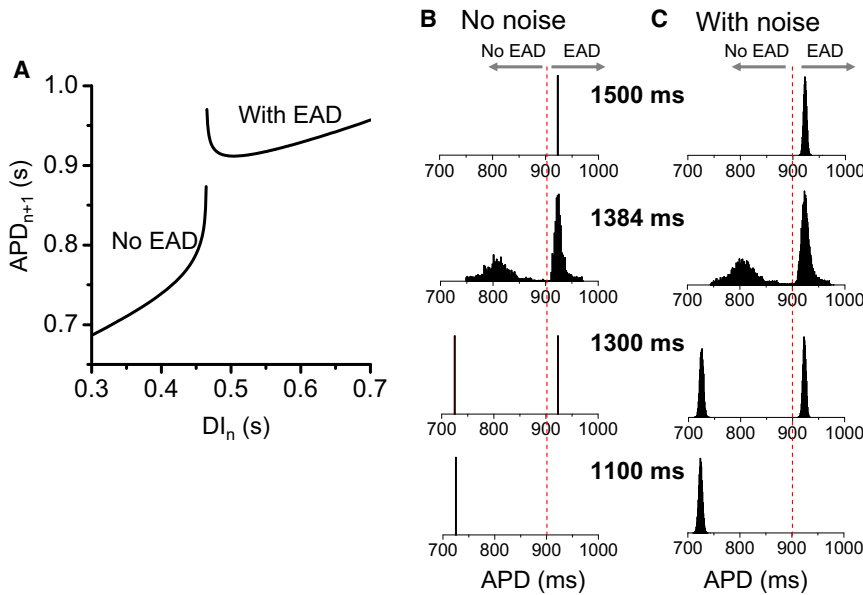 A
1.0
0.9
0.8
0.7
APDn+1 (s)
With EAD
No EAD
0.3 0.4 0.5 0.6 0.7
DIn (s)
B No noise
No EAD EAD
1500 ms
700 800 900 1000
1384 ms
700 800 900 1000
1300 ms
700 800 900 1000
1100 ms
700 800 900 1000
APD (ms)
C With noise
No EAD EAD
700 800 900 1000
700 800 900 1000
700 800 900 1000
700 800 900 1000
APD (ms)